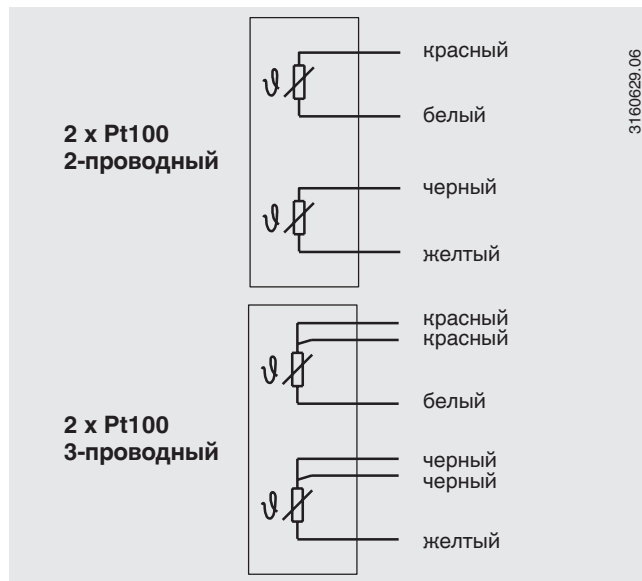 2 x Pt100
2-проводный
красный
белый
черный
желтый
2 x Pt100
3-проводный
красный
красный
белый
черный
черный
желтый
3160629.06
ϑ
ϑ
ϑ
ϑ